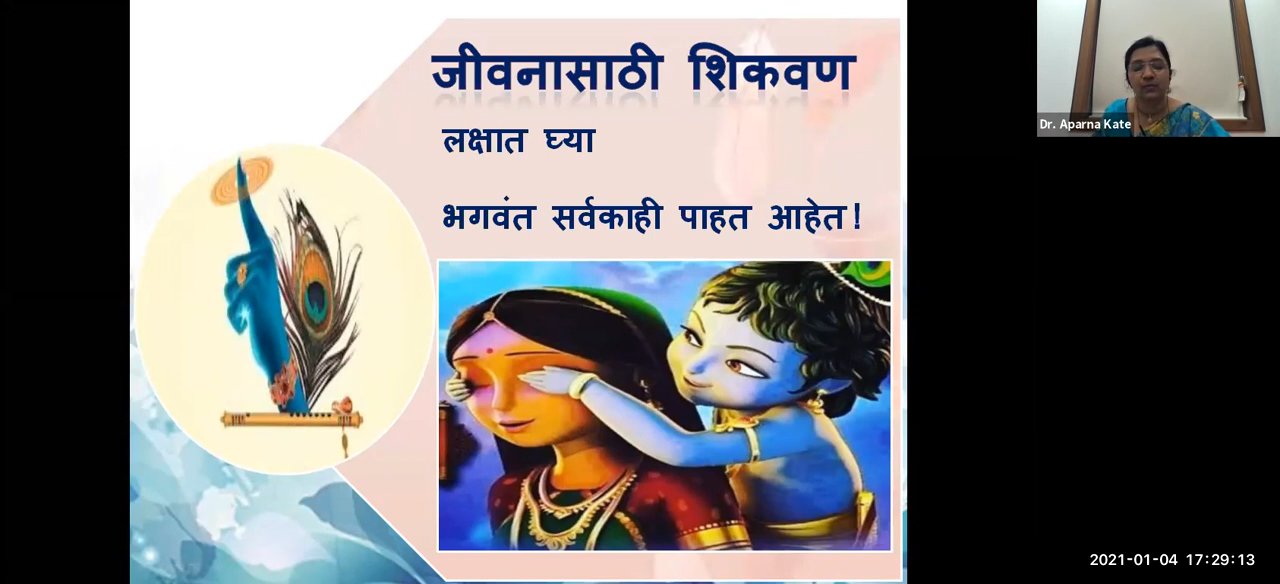 जीवनासाठी शिकवण
लक्षात घ्या
भगवंत सर्वकाही पाहत आहेत!
Dr. Aparna Kate
2021-01-04 17:29:13